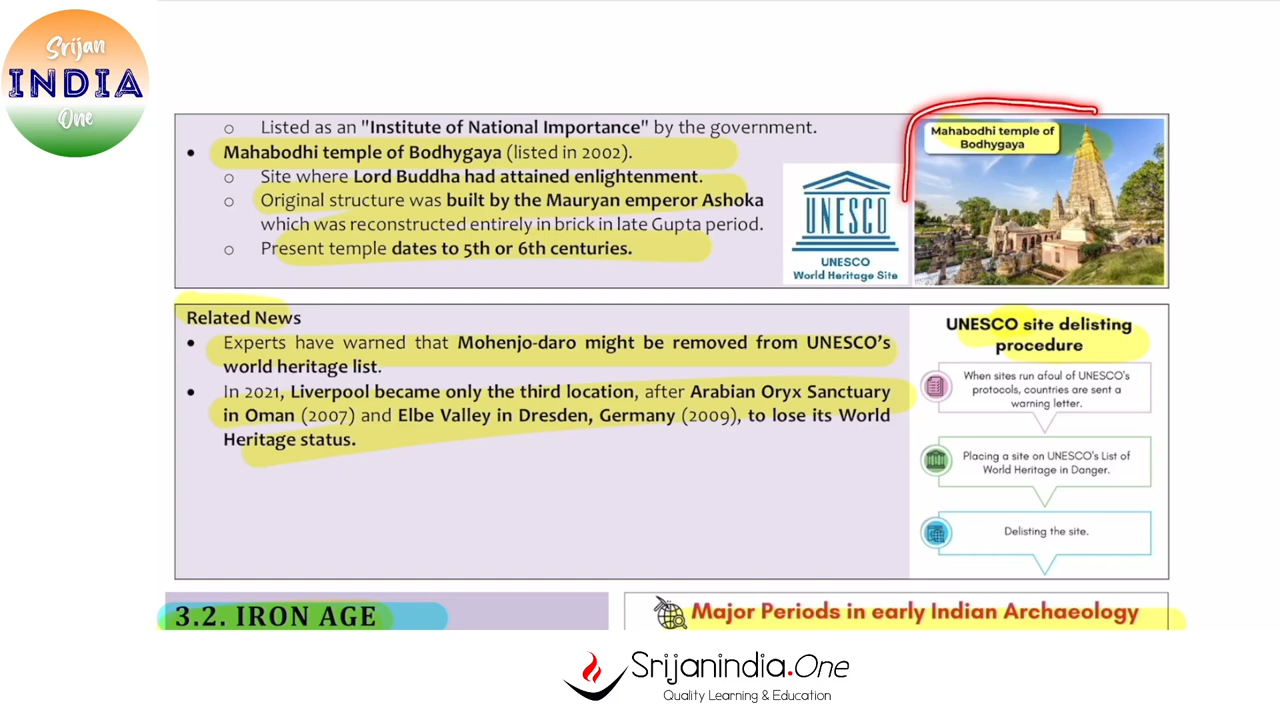 Srijan
INDIA
One
o Listed as an "Institute of National Importance" by the government.
• Mahabodhi temple of Bodhygaya (listed in 2002).
o Site where Lord Buddha had attained enlightenment.
o Original structure was built by the Mauryan emperor Ashoka
which was reconstructed entirely in brick in late Gupta period.
o Present temple dates to 5th or 6th centuries.
UNESCO
UNESCO
World Heritage Site
Mahabodhi temple of
Bodhygaya
Related News
• Experts have warned that Mohenjo-daro might be removed from UNESCO's
world heritage list.
• In 2021, Liverpool became only the third location, after Arabian Oryx Sanctuary
in Oman (2007) and Elbe Valley in Dresden, Germany (2009), to lose its World
Heritage status.
UNESCO site delisting
procedure
When sites run afoul of UNESCO's
protocols, countries are sent a
warning letter.
Placing a site on UNESCO's List of
World Heritage in Danger.
Delisting the site.
3.2. IRON AGE
Major Periods in early Indian Archaeology
Srijanindia.One
Quality Learning & Education